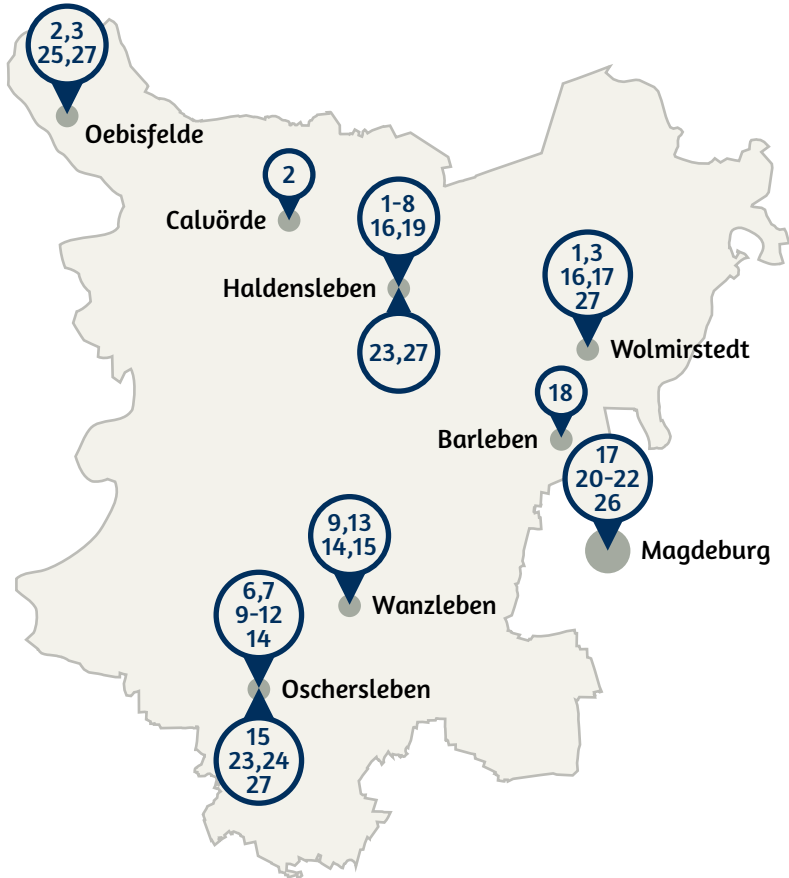 2,3
25,27
Oebisfelde
2
Calvörde
1-8
16,19
Haldensleben
23,27
1,3
16,17
27
Wolmirstedt
18
Barleben
17
20-22
26
Magdeburg
9,13
14,15
Wanzleben
6,7
9-12
14
Oschersleben
15
23,24
27